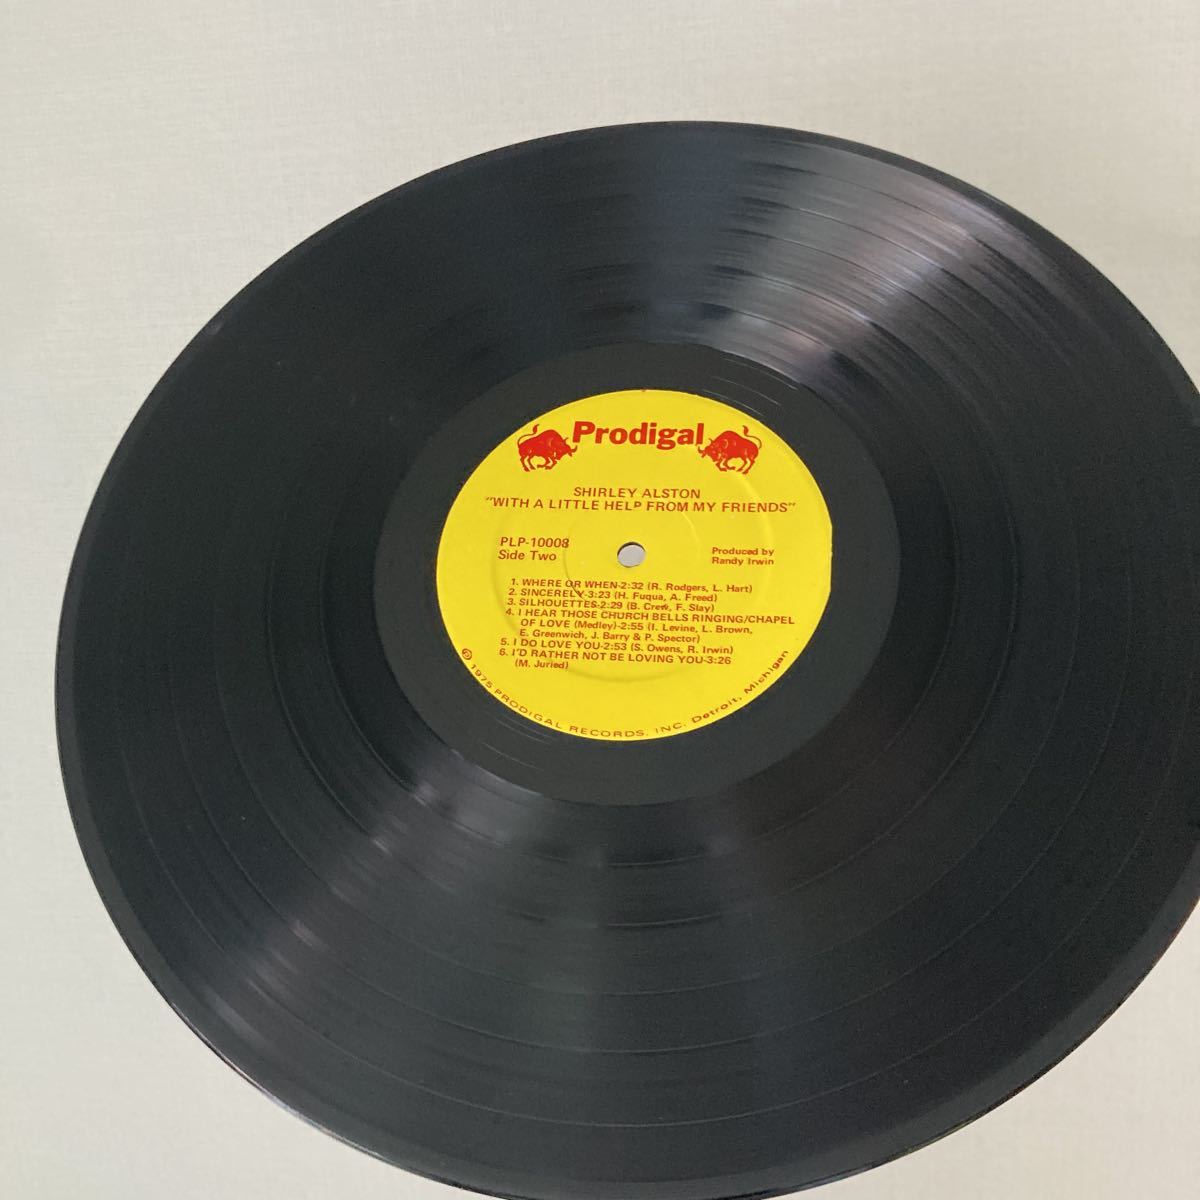 Prodigal
SHIRLEY ALSTON
"WITH A LITTLE HELP FROM MY FRIENDS"
PLP-10008
Side Two
Produced by
Randy Irwin
1. WHERE OR WHEN-2:32 (R. Rodgers, L. Hart)
2. SINCERELY-3:23 (H. Fuqua, A. Freed)
3. SILHOUETTES-2:29 (B. Crew, F. Slay)
4. I HEAR THOSE CHURCH BELLS RINGING/CHAPEL
OF LOVE (Medley)-2:55 (I. Levine, L. Brown,
E. Greenwich, J. Barry & P. Spector)
5. I DO LOVE YOU-2:53 (S. Owens, R. Irwin)
6. I'D RATHER NOT BE LOVING YOU-3:26
(M. Juried)
℗ 1975 PRODIGAL RECORDS, INC. Detroit, Michigan